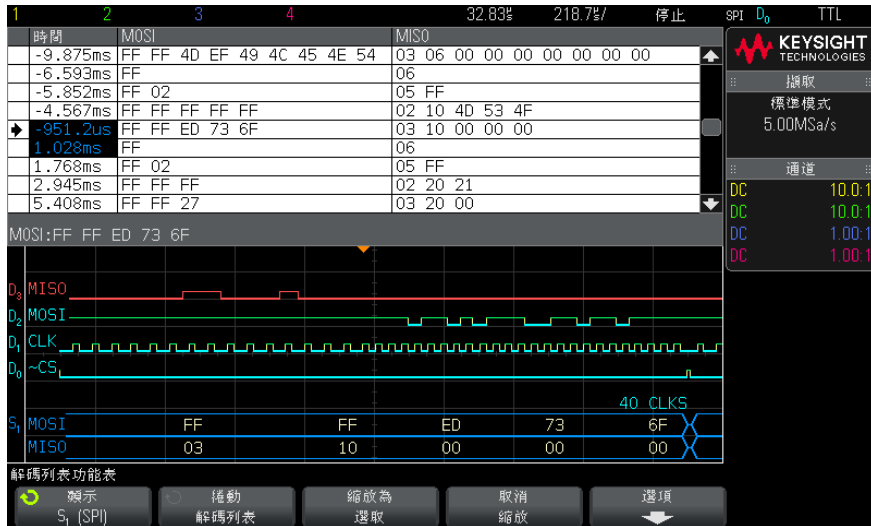 1 2 3 4 32.83㎲ 218.7㎲/ 停止 SPI D₀ TTL
時間 MOSI MISO
-9.875ms FF FF 4D EF 49 4C 45 4E 54 03 06 00 00 00 00 00 00 00
-6.593ms FF 06
-5.852ms FF 02 05 FF
-4.567ms FF FF FF FF FF 02 10 4D 53 4F
-951.2us FF FF ED 73 6F 03 10 00 00 00
1.028ms FF 06
1.768ms FF 02 05 FF
2.945ms FF FF FF 02 20 21
5.408ms FF FF 27 03 20 00
MOSI:FF FF ED 73 6F
KEYSIGHT
TECHNOLOGIES
擷取
標準模式
5.00MSa/s
通道
DC 10.0:1
DC 10.0:1
DC 1.00:1
DC 1.00:1
D₃ MISO
D₂ MOSI
D₁ CLK
D₀ ~CS
40 CLKS
S₁ MOSI FF FF ED 73 6F
MISO 03 10 00 00 00
解碼列表功能表
顯示 捲動 縮放為 取消 選項
S₁ (SPI) 解碼列表 選取 縮放